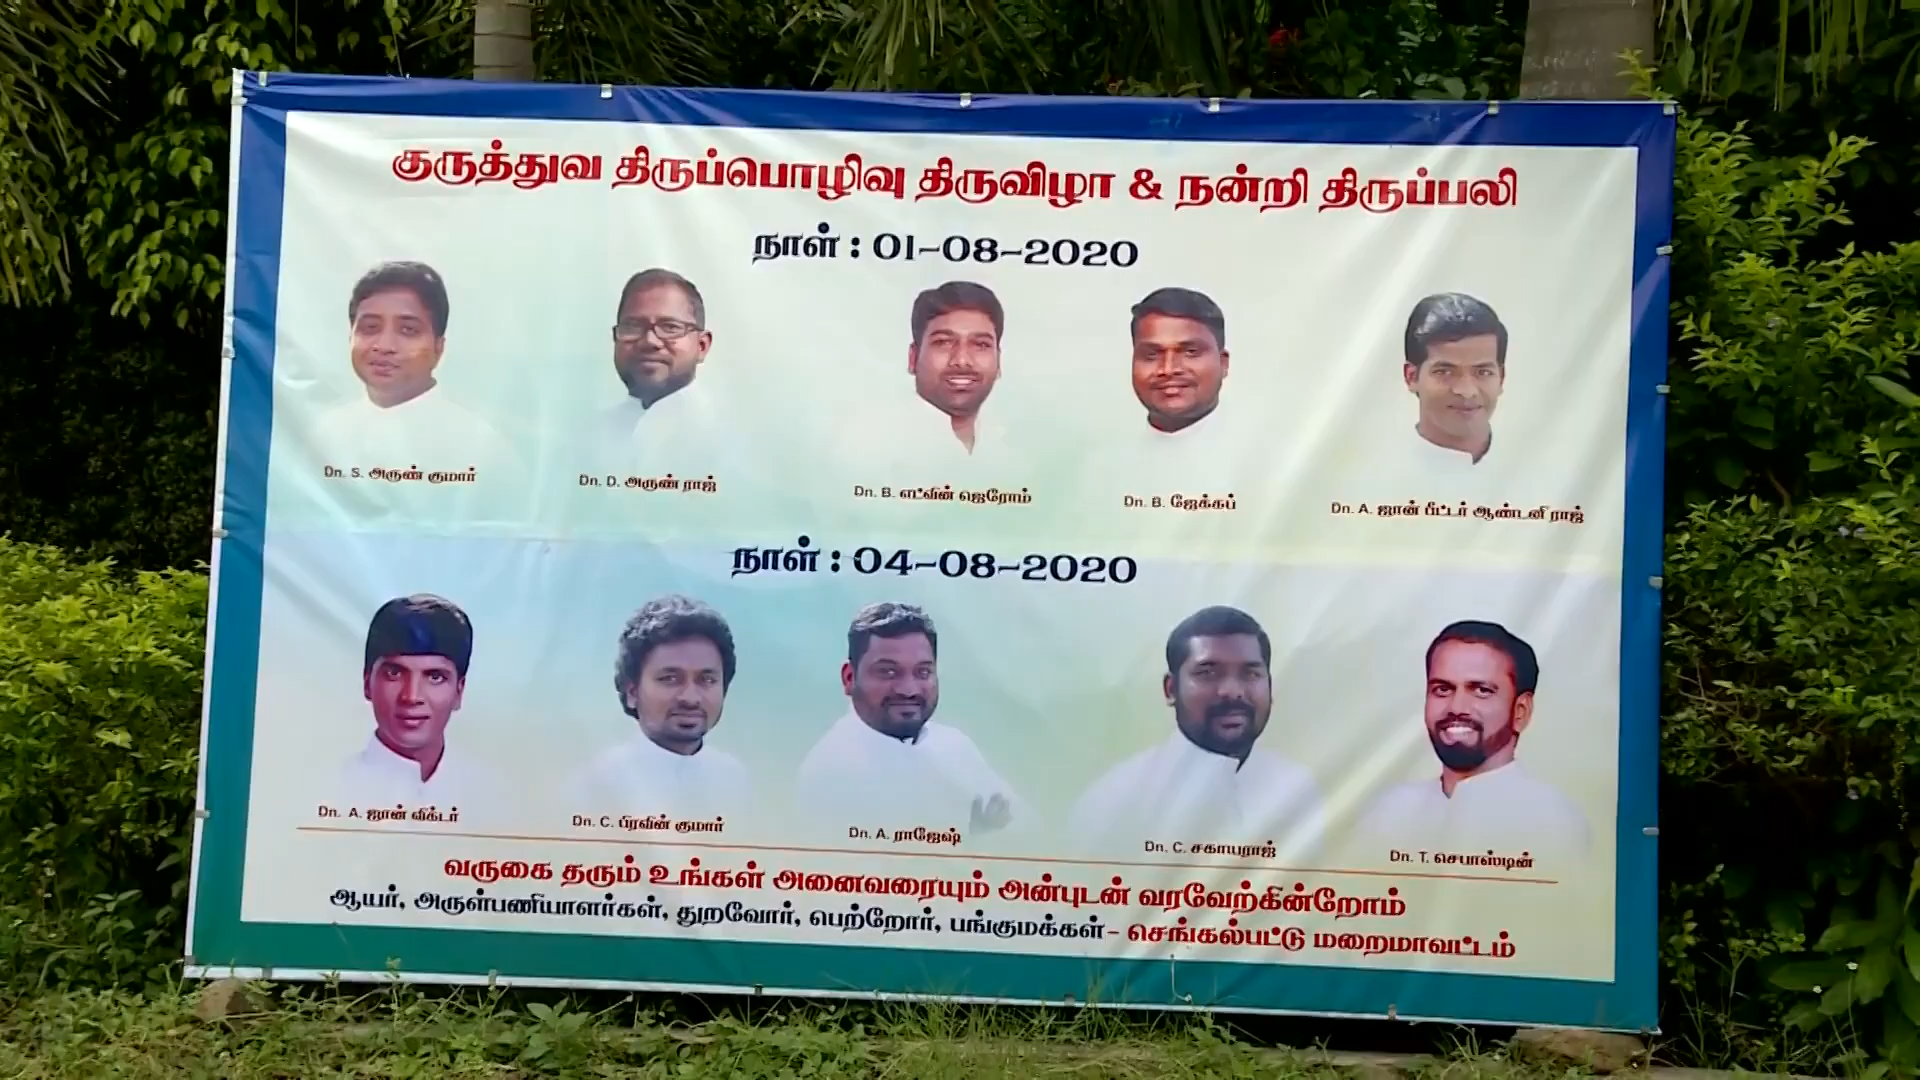 குருத்துவ திருப்பொழிவு திருவிழா & நன்றி திருப்பலி
நாள் : 01-08-2020
Dn. S. அருண் குமார்
Dn. D. அருண் ராஜ்
Dn. B. எட்வின் ஜெரோம்
Dn. B. ஜேக்கப்
Dn. A. ஜான் பீட்டர் ஆண்டனி ராஜ்
நாள் : 04-08-2020
Dn. A. ஜான் விக்டர்
Dn. C. பிரவின் குமார்
Dn. A. ராஜேஷ்
Dn. C. சகாயராஜ்
Dn. T. செபாஸ்டின்
வருகை தரும் உங்கள் அனைவரையும் அன்புடன் வரவேற்கின்றோம்
ஆயர், அருள்பணியாளர்கள், துறவோர், பெற்றோர், பங்குமக்கள்- செங்கல்பட்டு மறைமாவட்டம்